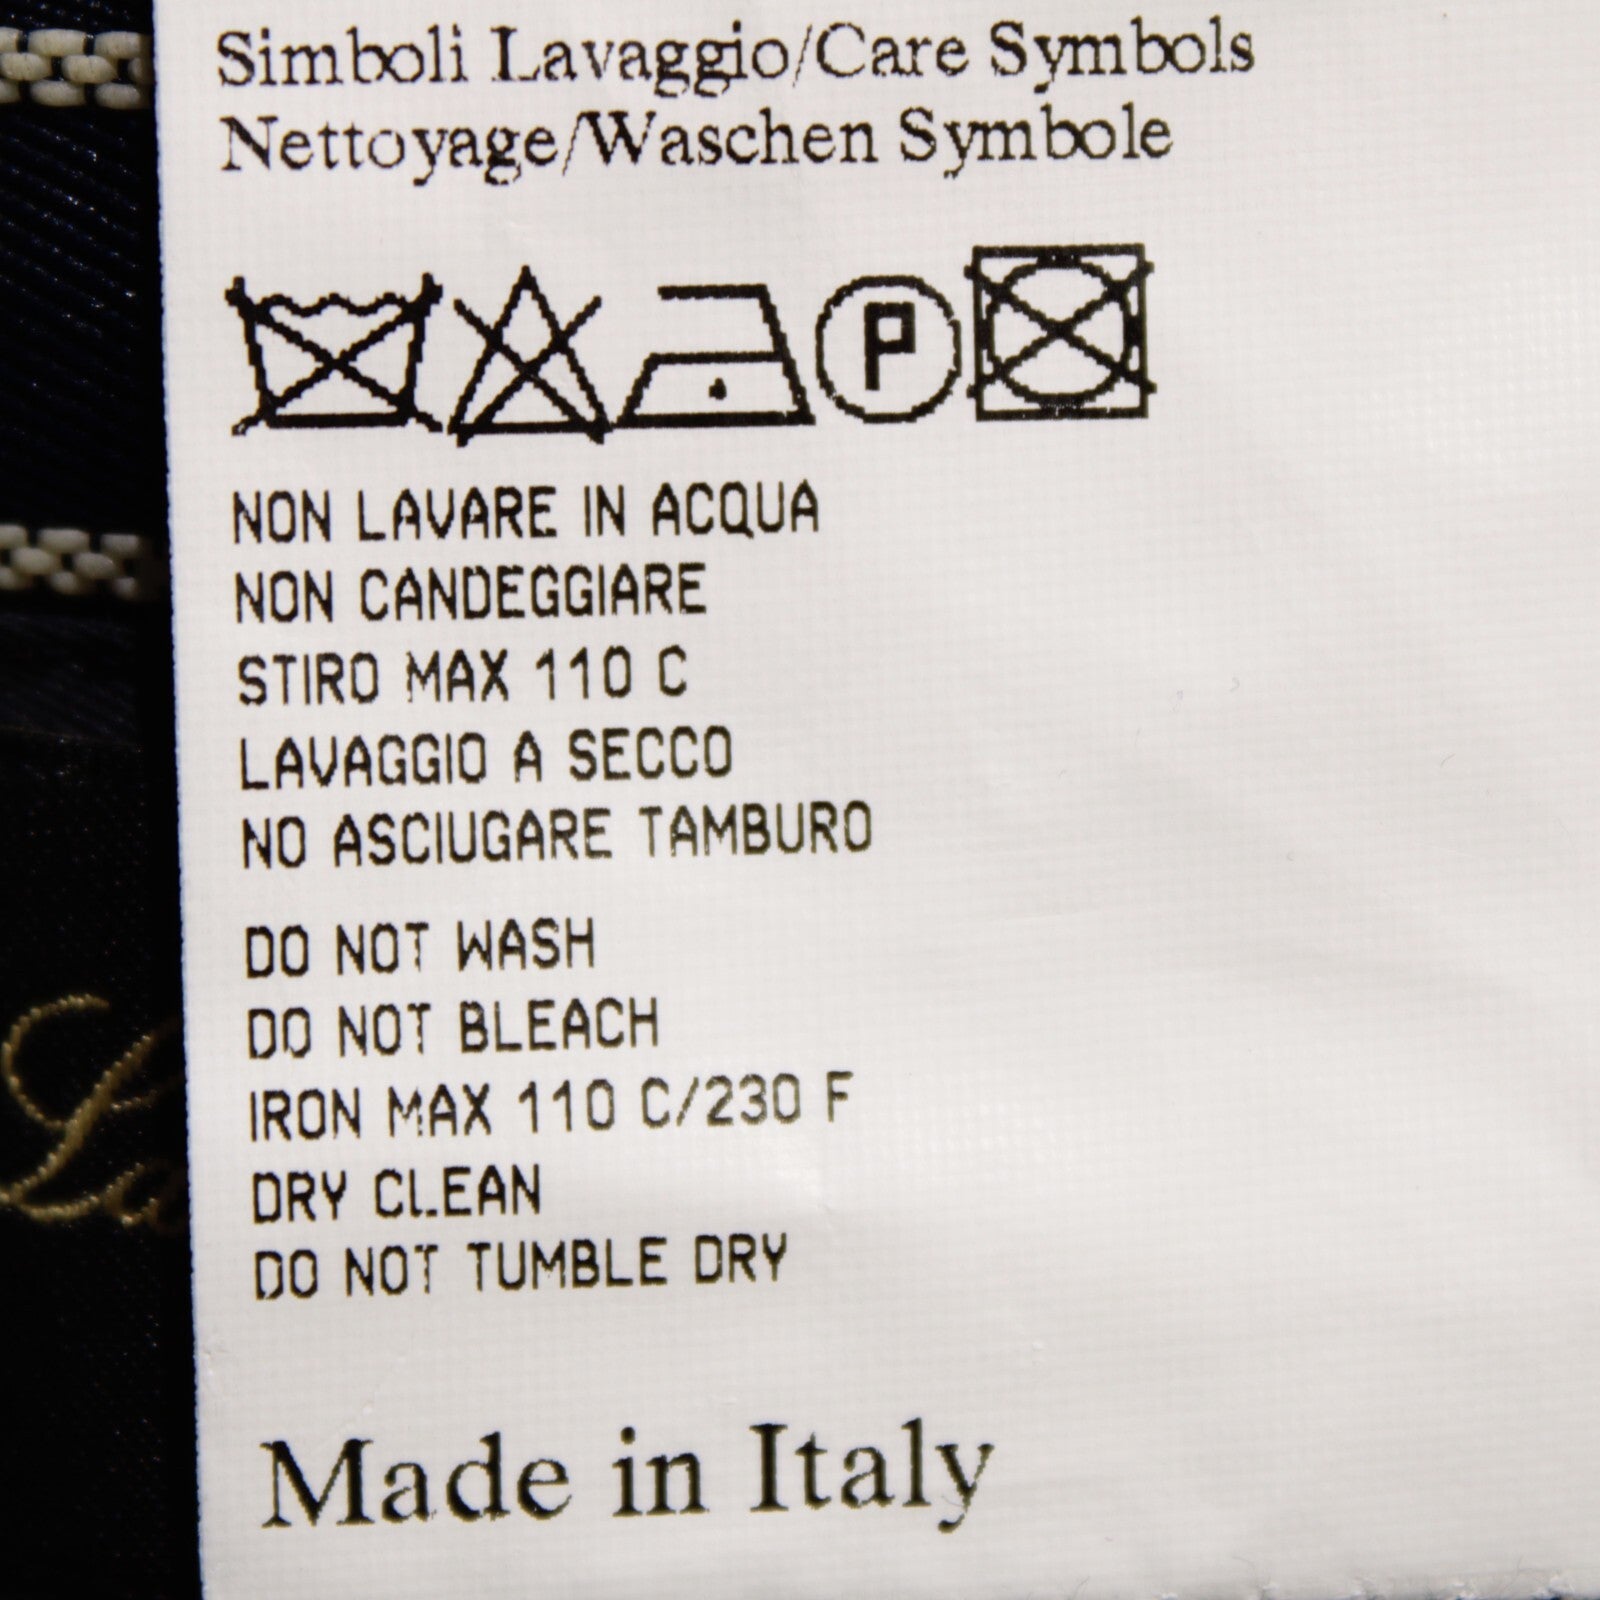 Simboli Lavaggio/Care Symbols
Nettoyage/Waschen Symbole
P
NON LAVARE IN ACQUA
NON CANDEGGIARE
STIRO MAX 110 C
LAVAGGIO A SECCO
NO ASCIUGARE TAMBURO
DO NOT WASH
DO NOT BLEACH
IRON MAX 110 C/230 F
DRY CLEAN
DO NOT TUMBLE DRY
Made in Italy